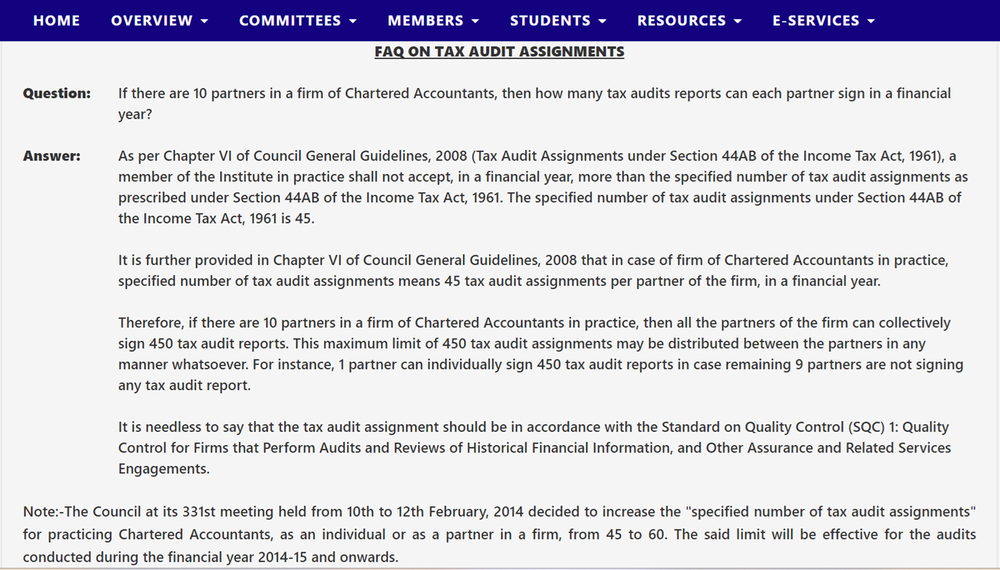 HOME OVERVIEW COMMITTEES MEMBERS STUDENTS RESOURCES E-SERVICES
FAQ ON TAX AUDIT ASSIGNMENTS
Question: If there are 10 partners in a firm of Chartered Accountants, then how many tax audits reports can each partner sign in a financial
year?
Answer: As per Chapter VI of Council General Guidelines, 2008 (Tax Audit Assignments under Section 44AB of the Income Tax Act, 1961), a
member of the Institute in practice shall not accept, in a financial year, more than the specified number of tax audit assignments as
prescribed under Section 44AB of the Income Tax Act, 1961. The specified number of tax audit assignments under Section 44AB of
the Income Tax Act, 1961 is 45.
It is further provided in Chapter VI of Council General Guidelines, 2008 that in case of firm of Chartered Accountants in practice,
specified number of tax audit assignments means 45 tax audit assignments per partner of the firm, in a financial year.
Therefore, if there are 10 partners in a firm of Chartered Accountants in practice, then all the partners of the firm can collectively
sign 450 tax audit reports. This maximum limit of 450 tax audit assignments may be distributed between the partners in any
manner whatsoever. For instance, 1 partner can individually sign 450 tax audit reports in case remaining 9 partners are not signing
any tax audit report.
It is needless to say that the tax audit assignment should be in accordance with the Standard on Quality Control (SQC) 1: Quality
Control for Firms that Perform Audits and Reviews of Historical Financial Information, and Other Assurance and Related Services
Engagements.
Note:-The Council at its 331st meeting held from 10th to 12th February, 2014 decided to increase the "specified number of tax audit assignments"
for practicing Chartered Accountants, as an individual or as a partner in a firm, from 45 to 60. The said limit will be effective for the audits
conducted during the financial year 2014-15 and onwards.